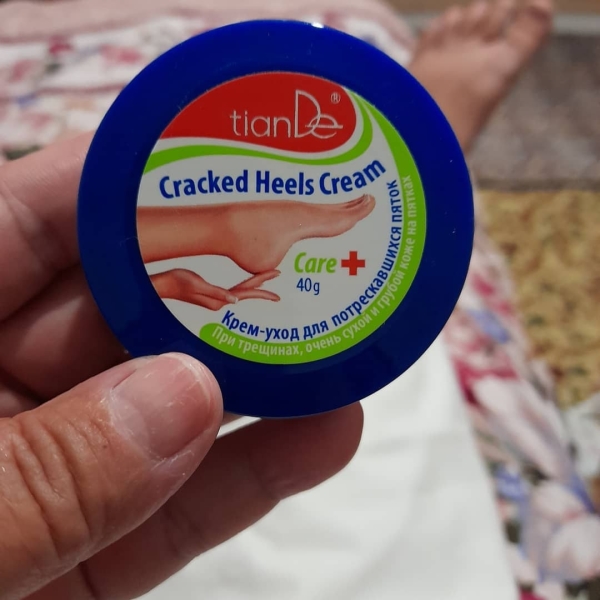 tianDe®
Cracked Heels Cream
Care+
40g
Крем-уход для потрескавшихся пяток
При трещинах, очень сухой и грубой коже на пятках